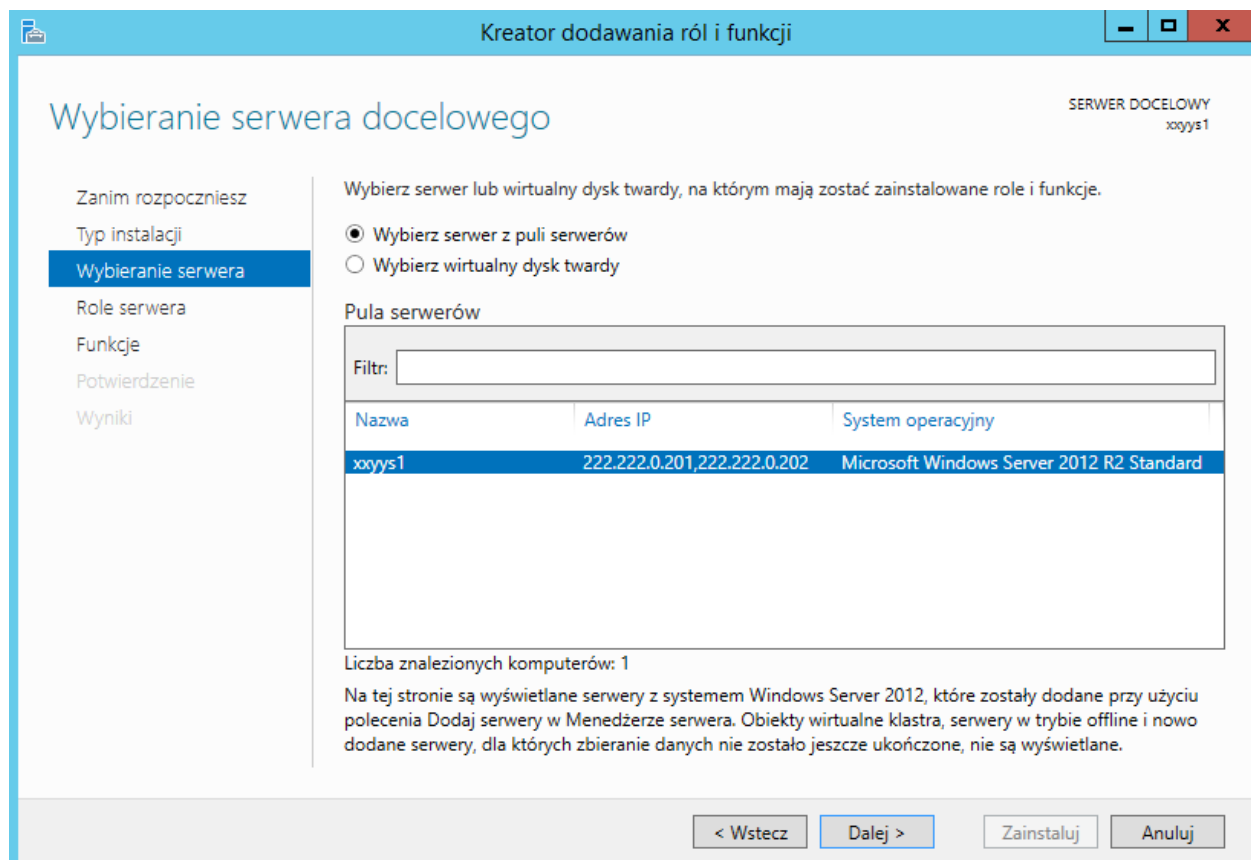 Kreator dodawania ról i funkcji
Wybieranie serwera docelowego
SERWER DOCELOWY
xxyys1
Zanim rozpoczniesz
Typ instalacji
Wybieranie serwera
Role serwera
Funkcje
Potwierdzenie
Wyniki
Wybierz serwer lub wirtualny dysk twardy, na którym mają zostać zainstalowane role i funkcje.
Wybierz serwer z puli serwerów
Wybierz wirtualny dysk twardy
Pula serwerów
Filtr:
Nazwa Adres IP System operacyjny
xxyys1 222.222.0.201,222.222.0.202 Microsoft Windows Server 2012 R2 Standard
Liczba znalezionych komputerów: 1
Na tej stronie są wyświetlane serwery z systemem Windows Server 2012, które zostały dodane przy użyciu
polecenia Dodaj serwery w Menedżerze serwera. Obiekty wirtualne klastra, serwery w trybie offline i nowo
dodane serwery, dla których zbieranie danych nie zostało jeszcze ukończone, nie są wyświetlane.
< Wstecz Dalej > Zainstaluj Anuluj